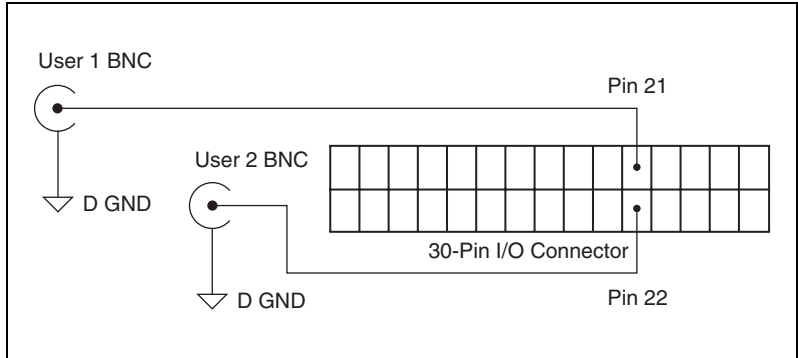 User 1 BNC
Pin 21
User 2 BNC
D GND
30-Pin I/O Connector
D GND
Pin 22